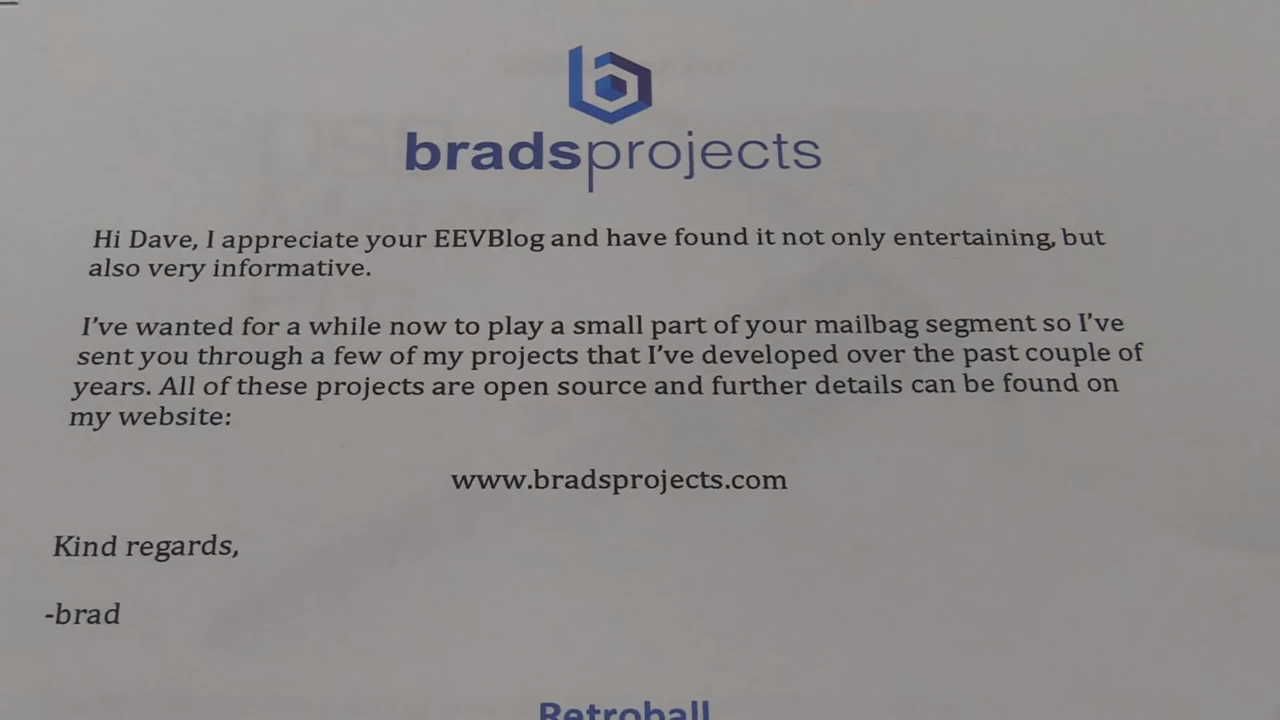 bradsprojects
Hi Dave, I appreciate your EEVBlog and have found it not only entertaining, but
also very informative.
I've wanted for a while now to play a small part of your mailbag segment so I've
sent you through a few of my projects that I've developed over the past couple of
years. All of these projects are open source and further details can be found on
my website:
www.bradsprojects.com
Kind regards,
-brad
Retroball